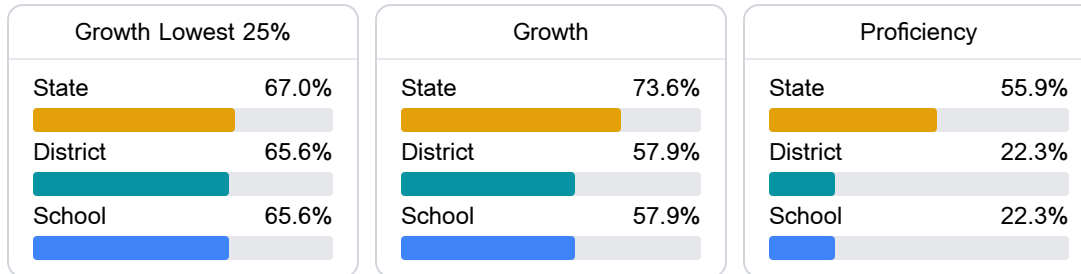 Growth Lowest 25%
State 67.0%
District 65.6%
School 65.6%
Growth
State 73.6%
District 57.9%
School 57.9%
Proficiency
State 55.9%
District 22.3%
School 22.3%